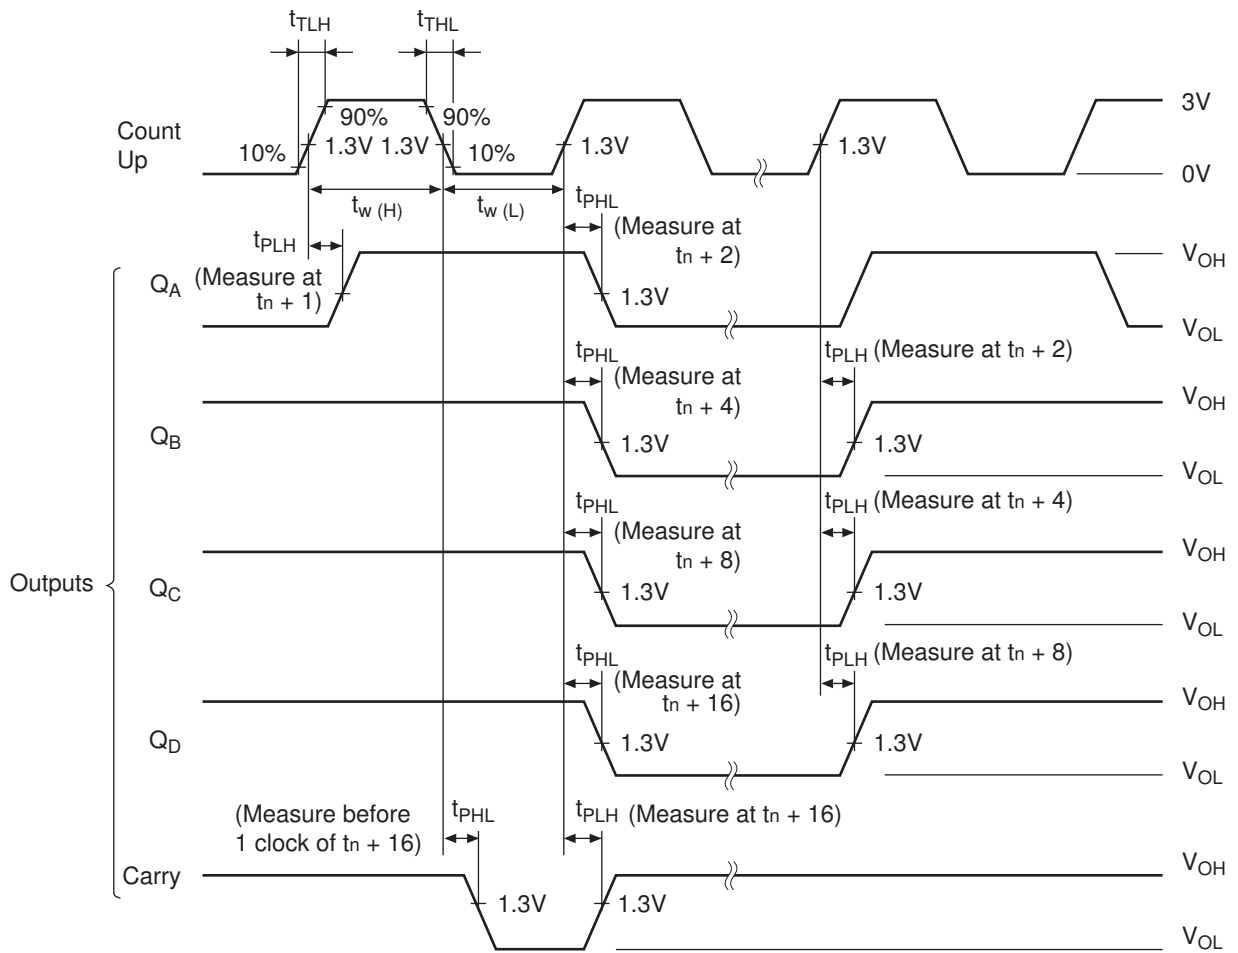 tTLH
tTHL
Count
Up
10%
90%
1.3V
1.3V
90%
10%
1.3V
1.3V
3V
0V
tw (H)
tw (L)
tPHL
(Measure at
tn + 2)
tPLH
(Measure at
tn + 1)
QA
1.3V
VOH
VOL
tPHL
(Measure at
tn + 4)
tPLH (Measure at tn + 2)
QB
1.3V
1.3V
VOH
VOL
tPHL
(Measure at
tn + 8)
tPLH (Measure at tn + 4)
Outputs
QC
1.3V
1.3V
VOH
VOL
tPHL
(Measure at
tn + 16)
tPLH (Measure at tn + 8)
QD
1.3V
1.3V
VOH
VOL
(Measure before
1 clock of tn + 16)
tPHL
tPLH (Measure at tn + 16)
Carry
1.3V
1.3V
VOH
VOL